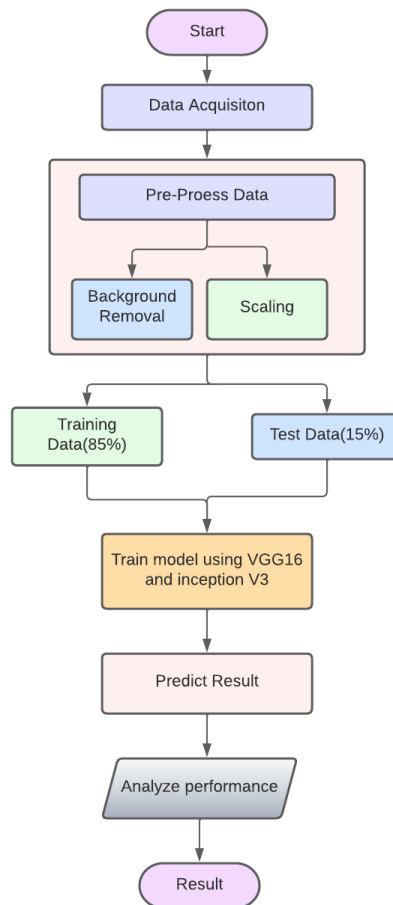 Start
Data Acquisiton
Pre-Proess Data
Background
Removal
Scaling
Training
Data(85%)
Test Data(15%)
Train model using VGG16
and inception V3
Predict Result
Analyze performance
Result